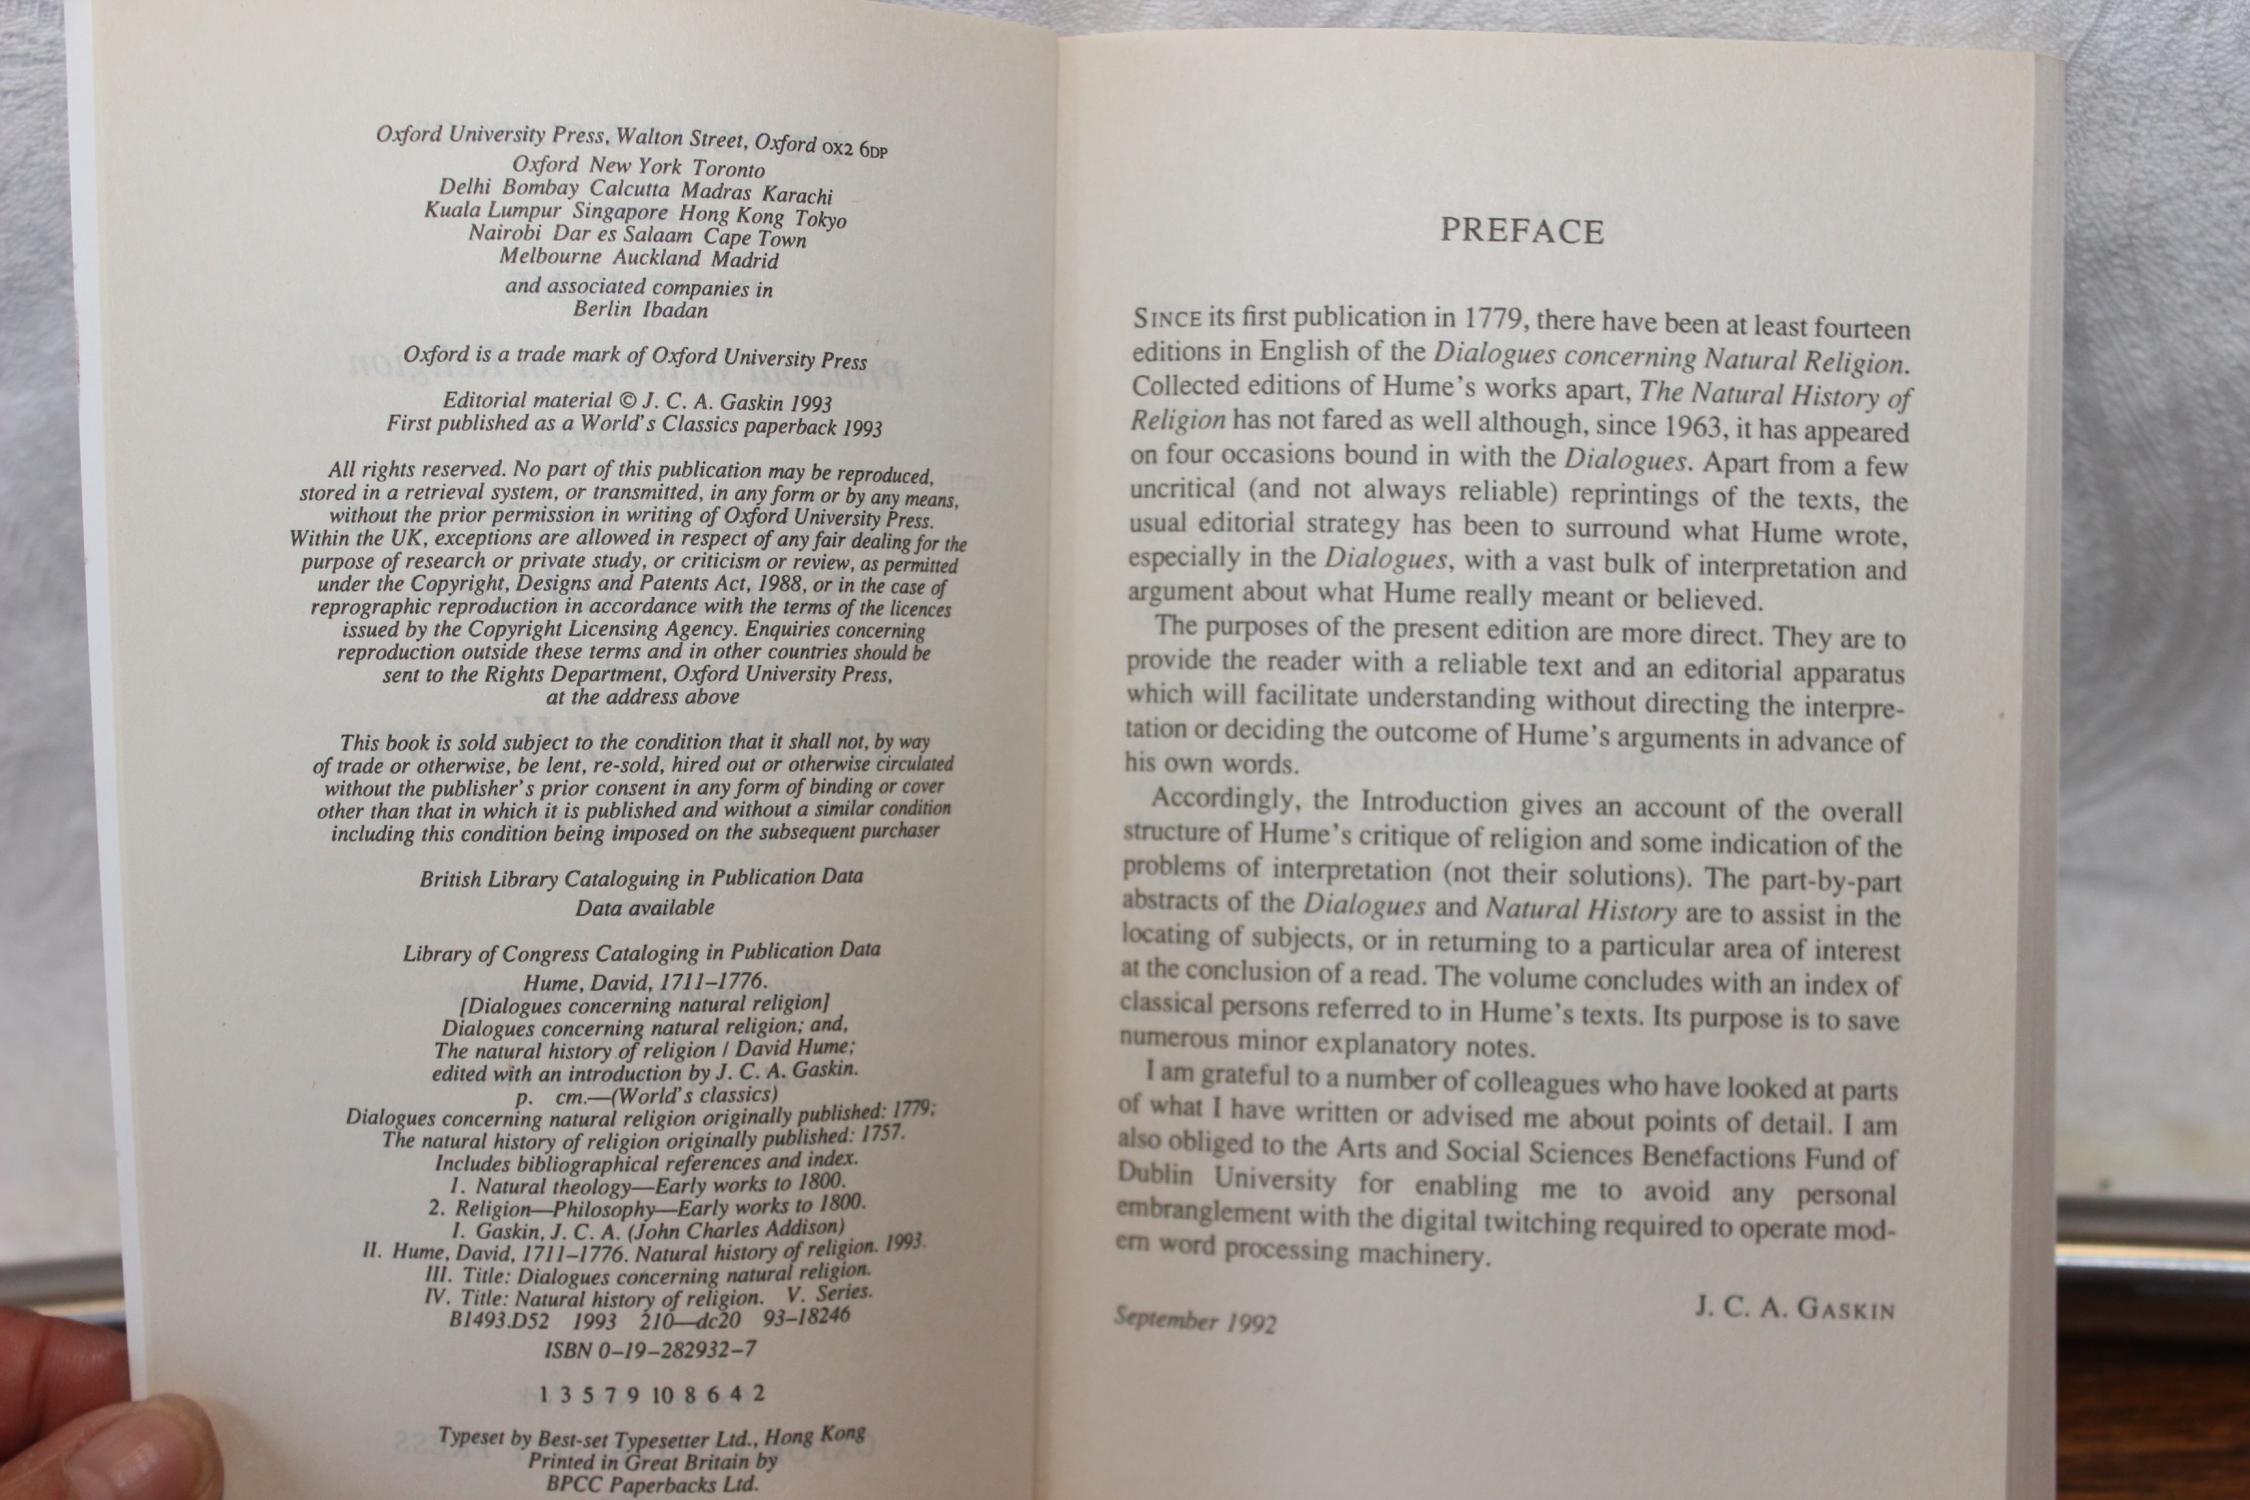 Oxford University Press, Walton Street, Oxford OX2 6DP
Oxford New York Toronto
Delhi Bombay Calcutta Madras Karachi
Kuala Lumpur Singapore Hong Kong Tokyo
Nairobi Dar es Salaam Cape Town
Melbourne Auckland Madrid
and associated companies in
Berlin Ibadan
Oxford is a trade mark of Oxford University Press
Editorial material © J. C. A. Gaskin 1993
First published as a World's Classics paperback 1993
All rights reserved. No part of this publication may be reproduced,
stored in a retrieval system, or transmitted, in any form or by any means,
without the prior permission in writing of Oxford University Press.
Within the UK, exceptions are allowed in respect of any fair dealing for the
purpose of research or private study, or criticism or review, as permitted
under the Copyright, Designs and Patents Act, 1988, or in the case of
reprographic reproduction in accordance with the terms of the licences
issued by the Copyright Licensing Agency. Enquiries concerning
reproduction outside these terms and in other countries should be
sent to the Rights Department, Oxford University Press,
at the address above
This book is sold subject to the condition that it shall not, by way
of trade or otherwise, be lent, re-sold, hired out or otherwise circulated
without the publisher's prior consent in any form of binding or cover
other than that in which it is published and without a similar condition
including this condition being imposed on the subsequent purchaser
British Library Cataloguing in Publication Data
Data available
Library of Congress Cataloging in Publication Data
Hume, David, 1711–1776.
[Dialogues concerning natural religion]
Dialogues concerning natural religion; and,
The natural history of religion / David Hume;
edited with an introduction by J. C. A. Gaskin.
p. cm.—(World's classics)
Dialogues concerning natural religion originally published: 1779;
The natural history of religion originally published: 1757.
Includes bibliographical references and index.
1. Natural theology—Early works to 1800.
2. Religion—Philosophy—Early works to 1800.
I. Gaskin, J. C. A. (John Charles Addison)
II. Hume, David, 1711–1776. Natural history of religion. 1993.
III. Title: Dialogues concerning natural religion.
IV. Title: Natural history of religion. V. Series.
B1493.D52 1993 210—dc20 93–18246
ISBN 0–19–282932–7
1 3 5 7 9 10 8 6 4 2
Typeset by Best-set Typesetter Ltd., Hong Kong
Printed in Great Britain by
BPCC Paperbacks Ltd.
PREFACE
SINCE its first publication in 1779, there have been at least fourteen
editions in English of the Dialogues concerning Natural Religion.
Collected editions of Hume's works apart, The Natural History of
Religion has not fared as well although, since 1963, it has appeared
on four occasions bound in with the Dialogues. Apart from a few
uncritical (and not always reliable) reprintings of the texts, the
usual editorial strategy has been to surround what Hume wrote,
especially in the Dialogues, with a vast bulk of interpretation and
argument about what Hume really meant or believed.
The purposes of the present edition are more direct. They are to
provide the reader with a reliable text and an editorial apparatus
which will facilitate understanding without directing the interpre-
tation or deciding the outcome of Hume's arguments in advance of
his own words.
Accordingly, the Introduction gives an account of the overall
structure of Hume's critique of religion and some indication of the
problems of interpretation (not their solutions). The part-by-part
abstracts of the Dialogues and Natural History are to assist in the
locating of subjects, or in returning to a particular area of interest
at the conclusion of a read. The volume concludes with an index of
classical persons referred to in Hume's texts. Its purpose is to save
numerous minor explanatory notes.
I am grateful to a number of colleagues who have looked at parts
of what I have written or advised me about points of detail. I am
also obliged to the Arts and Social Sciences Benefactions Fund of
Dublin University for enabling me to avoid any personal
embranglement with the digital twitching required to operate mod-
ern word processing machinery.
J. C. A. GASKIN
September 1992